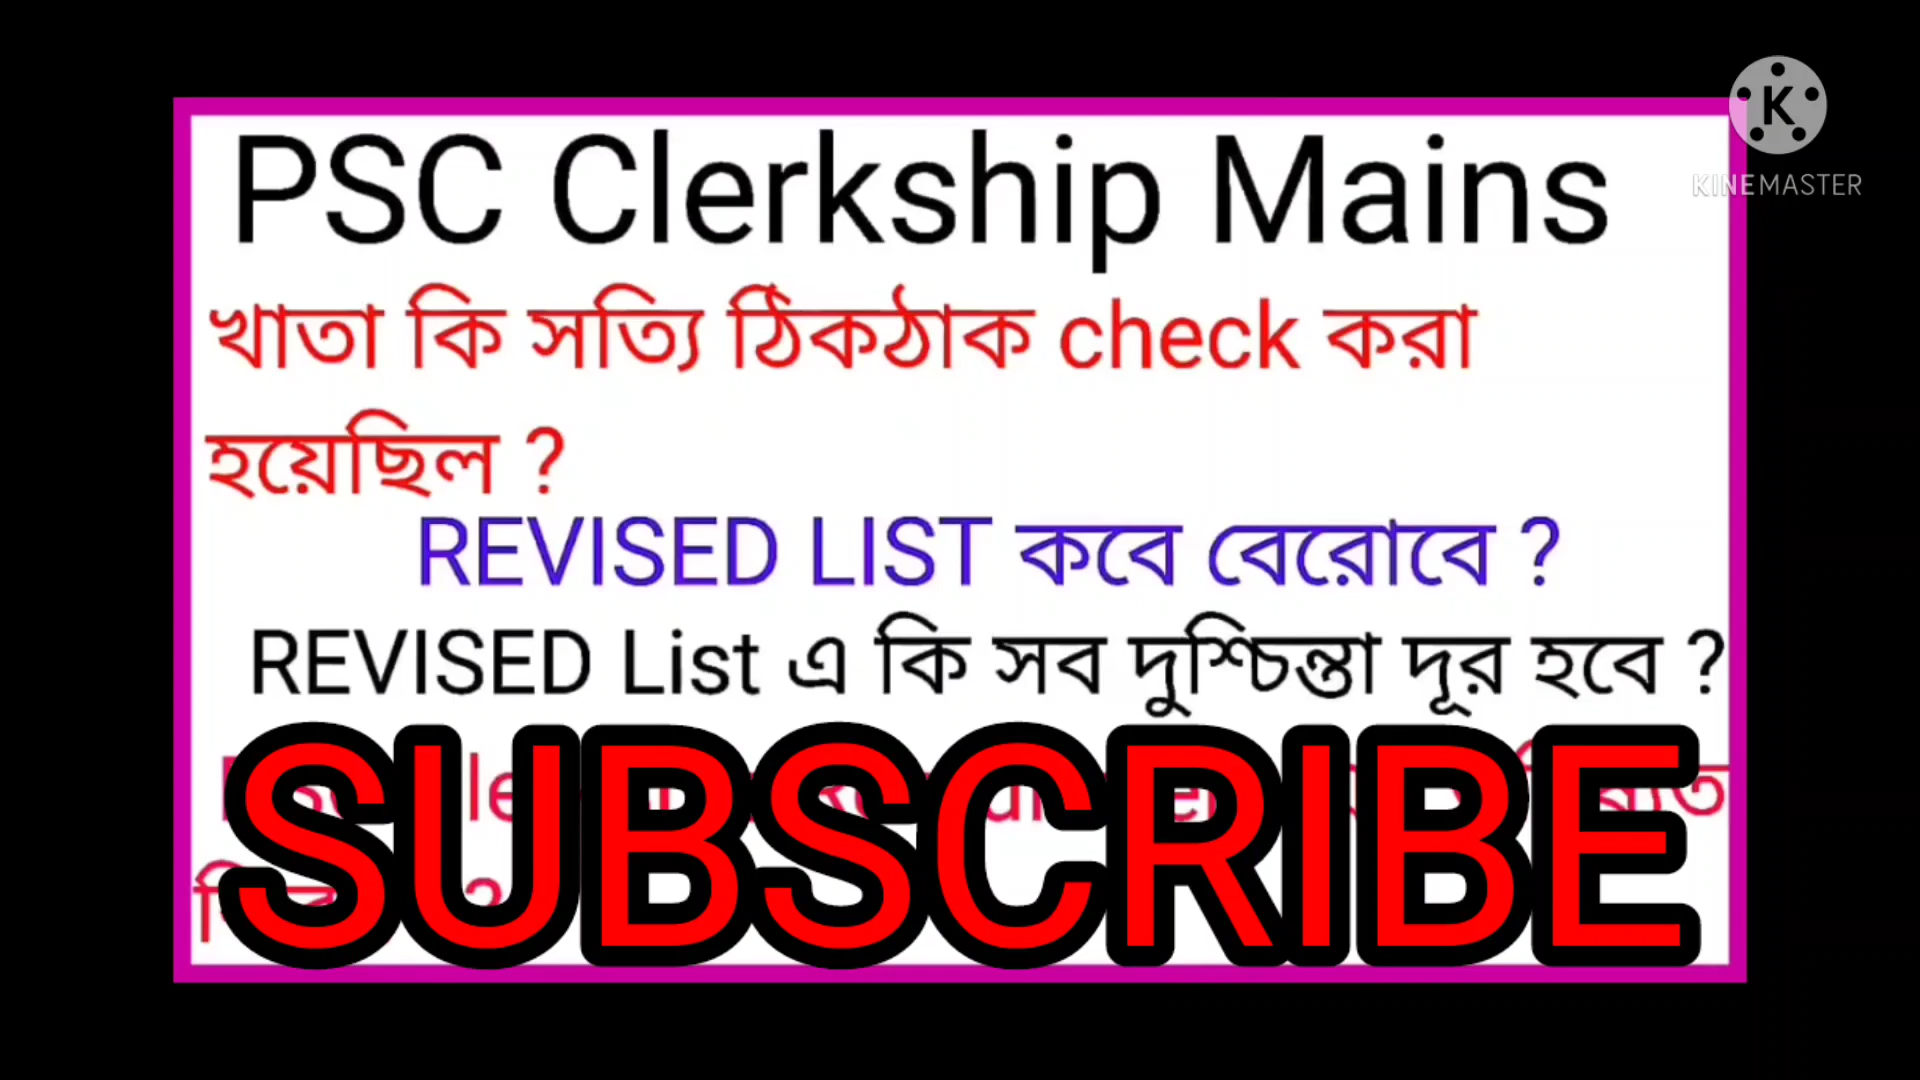 PSC Clerkship Mains
KINEMASTER
খাতা কি সত্যি ঠিকঠাক check করা
হয়েছিল ?
REVISED LIST কবে বেরোবে ?
REVISED List এ কি সব দুশ্চিন্তা দূর হবে ?
SUBSCRIBE